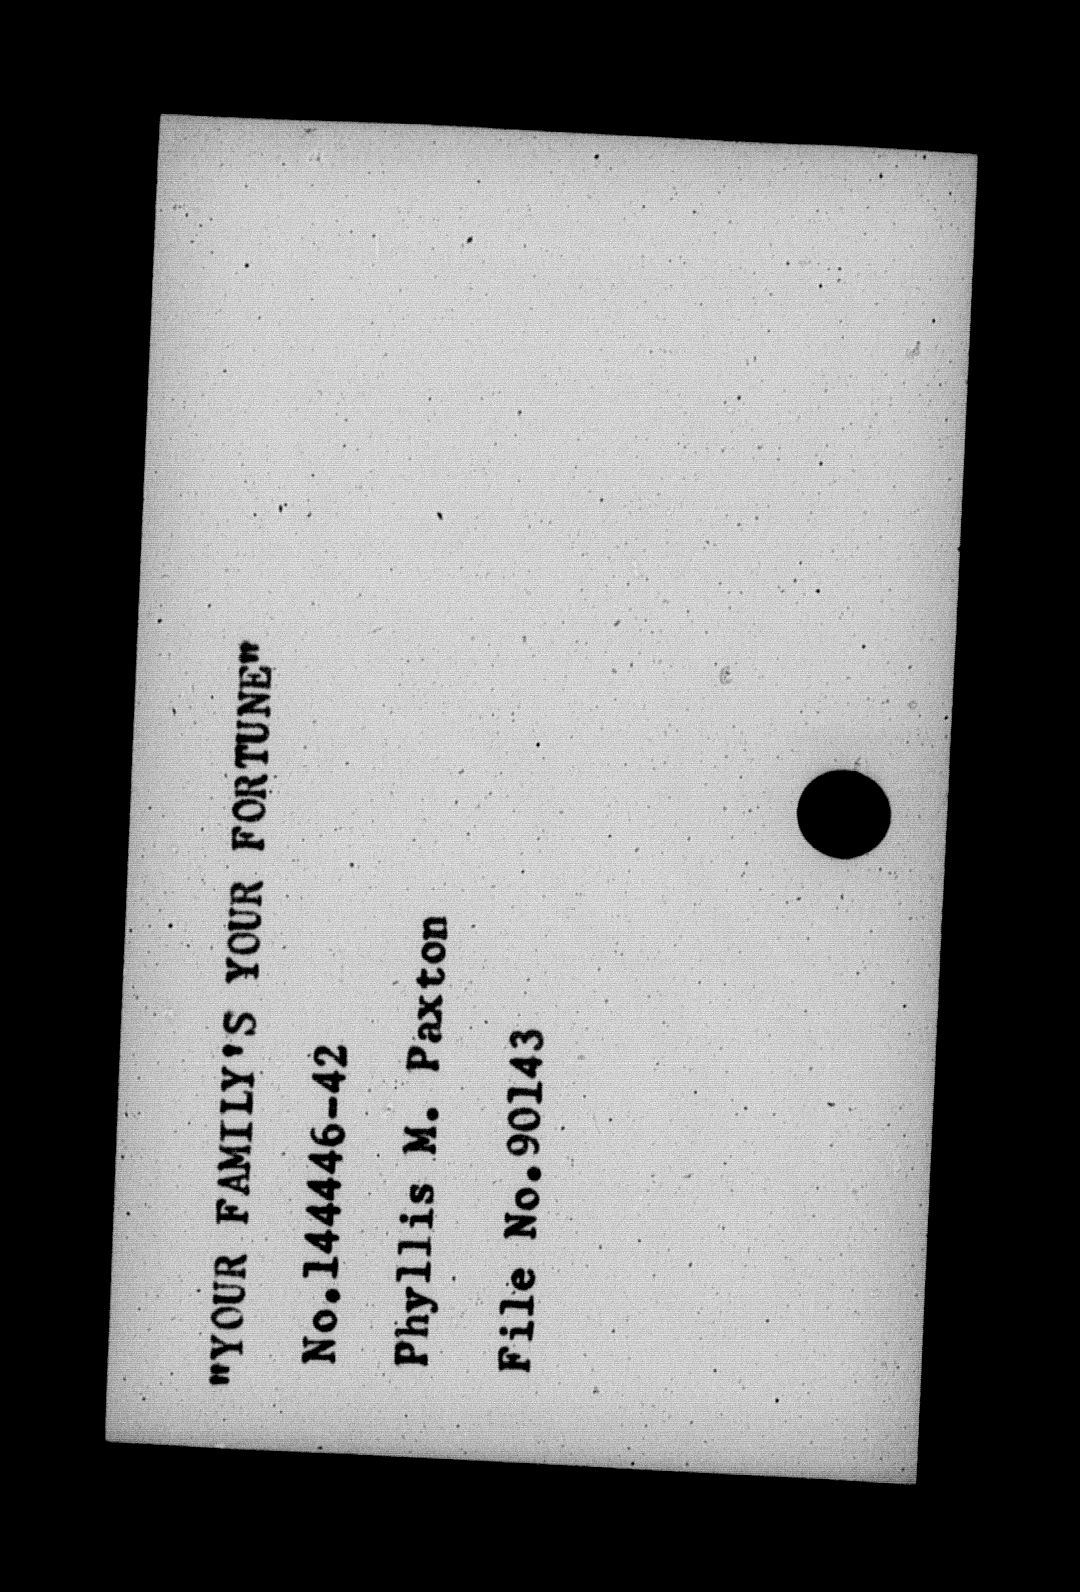 "YOUR FAMILY'S YOUR FORTUNE"
No.144446-42
Phyllis M. Paxton
File No.90143